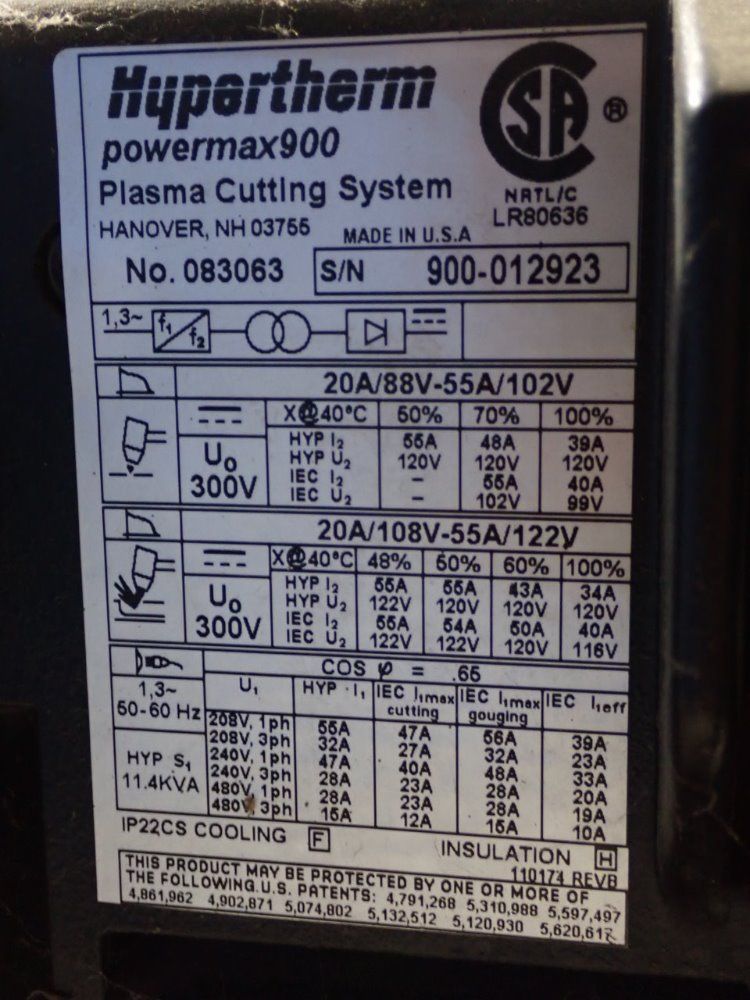 Hypertherm
powermax900
Plasma Cutting System
HANOVER, NH 03755 MADE IN U.S.A
SA ®
NRTL/C
LR80636
No. 083063 S/N 900-012923
1,3~ f1 f2
20A/88V-55A/102V
X@40°C 50% 70% 100%
U0 300V
HYP I2 55A 48A 39A
HYP U2 120V 120V 120V
IEC I2 - 55A 40A
IEC U2 - 102V 99V
20A/108V-55A/122V
X@40°C 48% 50% 60% 100%
U0 300V
HYP I2 55A 55A 43A 34A
HYP U2 122V 120V 120V 120V
IEC I2 55A 54A 50A 40A
IEC U2 122V 122V 120V 116V
COS φ = .65
1,3~
50-60 Hz
U1 HYP I1 IEC I1max cutting IEC I1max gouging IEC I1eff
208V, 1ph 55A 47A 56A 39A
208V, 3ph 32A 27A 32A 23A
240V, 1ph 47A 40A 48A 33A
240V, 3ph 28A 23A 28A 20A
480V, 1ph 28A 23A 28A 19A
480V, 3ph 15A 12A 15A 10A
HYP S1
11.4KVA
IP22CS COOLING F INSULATION H
110174 REVB
THIS PRODUCT MAY BE PROTECTED BY ONE OR MORE OF
THE FOLLOWING U.S. PATENTS: 4,791,268 5,310,988 5,597,497
4,861,962 4,902,871 5,074,802 5,132,512 5,120,930 5,620,617